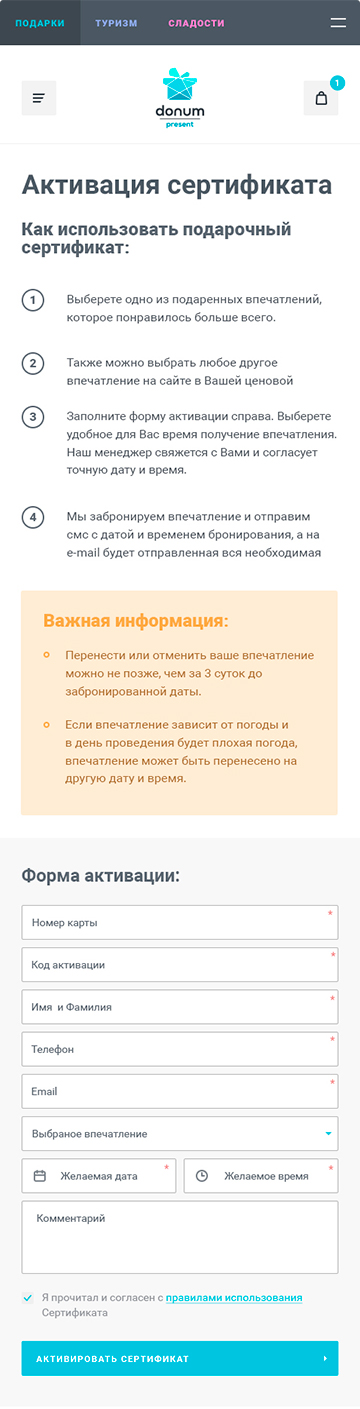 ПОДАРКИ ТУРИЗМ СЛАДОСТИ
1
donum
present
Активация сертификата
Как использовать подарочный
сертификат:
1 Выберете одно из подаренных впечатлений,
которое понравилось больше всего.
2 Также можно выбрать любое другое
впечатление на сайте в Вашей ценовой
3 Заполните форму активации справа. Выберете
удобное для Вас время получение впечатления.
Наш менеджер свяжется с Вами и согласует
точную дату и время.
4 Мы забронируем впечатление и отправим
смс с датой и временем бронирования, а на
e-mail будет отправленная вся необходимая
Важная информация:
Перенести или отменить ваше впечатление
можно не позже, чем за 3 суток до
забронированной даты.
Если впечатление зависит от погоды и
в день проведения будет плохая погода,
впечатление может быть перенесено на
другую дату и время.
Форма активации:
Номер карты *
Код активации *
Имя и Фамилия *
Телефон *
Email *
Выбраное впечатление
Желаемая дата * Желаемое время *
Комментарий
Я прочитал и согласен с правилами использования
Сертификата
АКТИВИРОВАТЬ СЕРТИФИКАТ